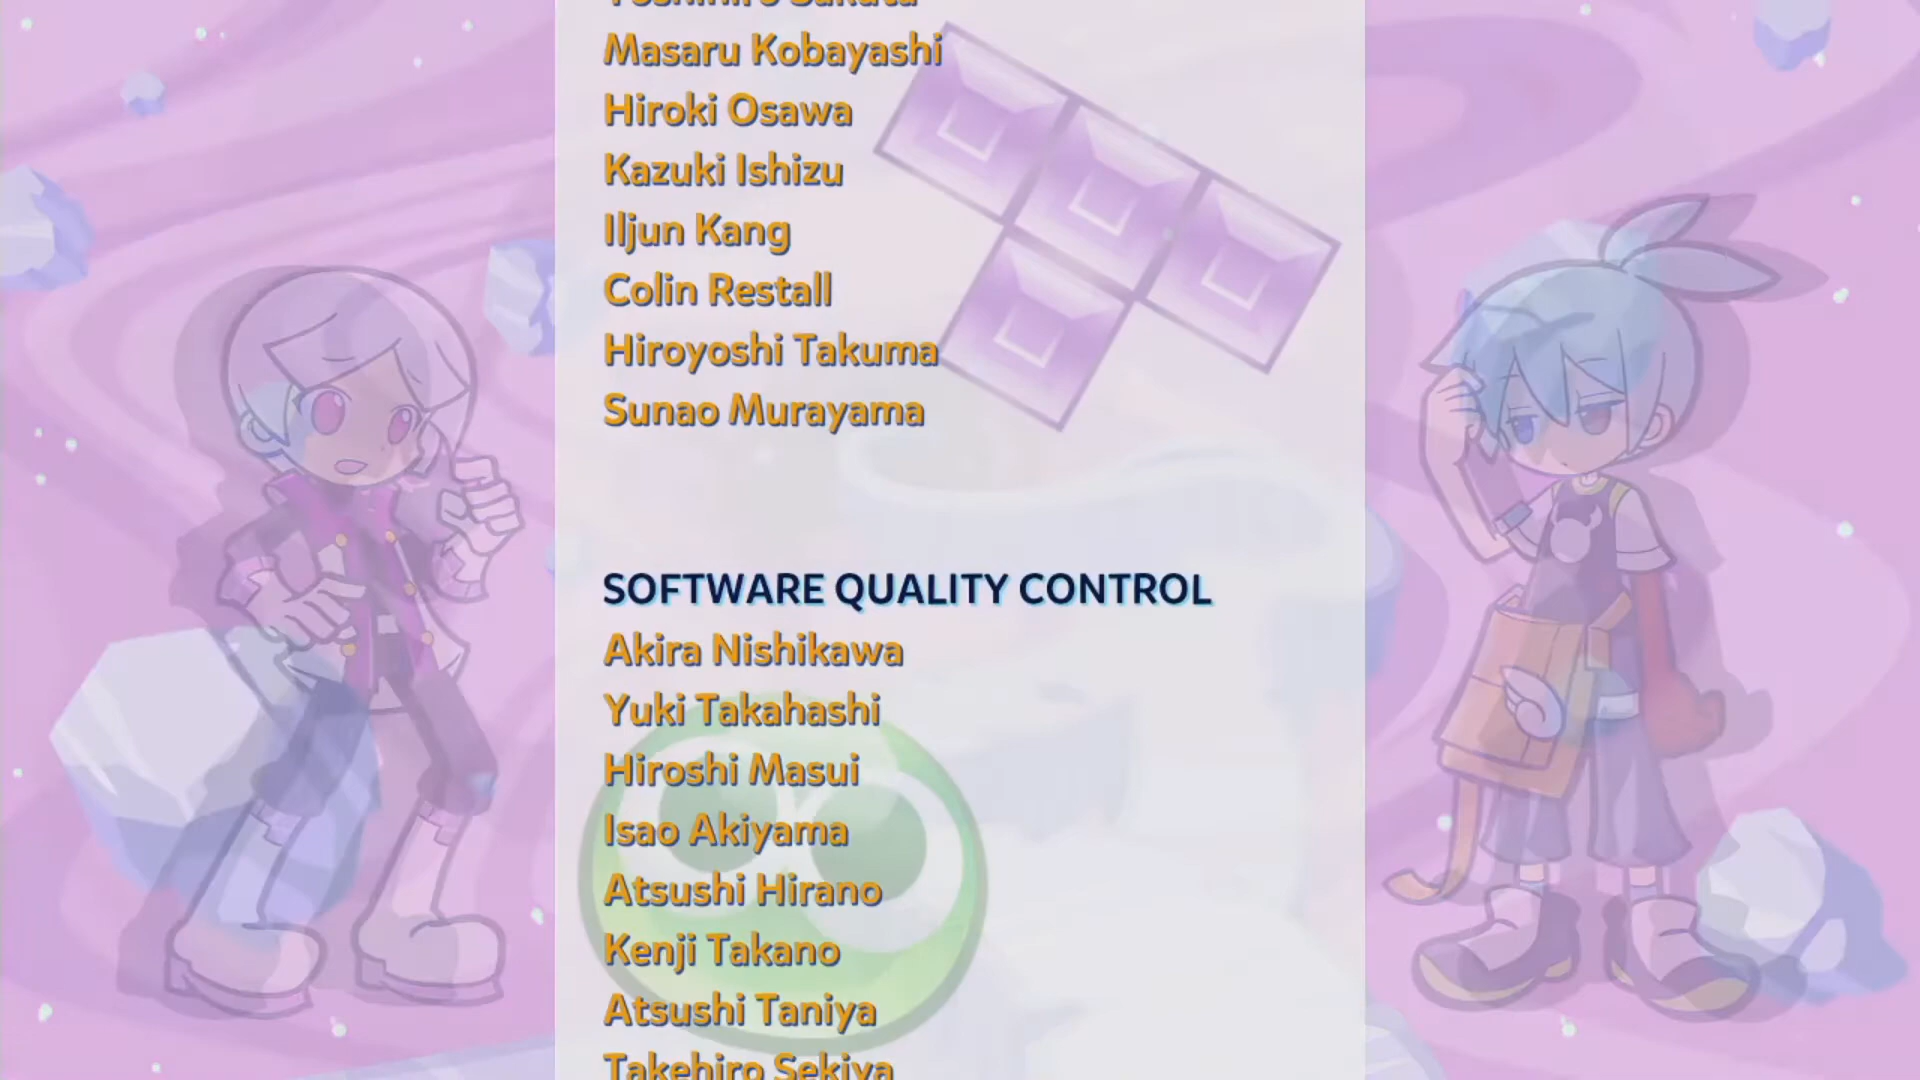 Masaru Kobayashi
Hiroki Osawa
Kazuki Ishizu
Iljun Kang
Colin Restall
Hiroyoshi Takuma
Sunao Murayama
SOFTWARE QUALITY CONTROL
Akira Nishikawa
Yuki Takahashi
Hiroshi Masui
Isao Akiyama
Atsushi Hirano
Kenji Takano
Atsushi Taniya
Takehiro Sekiya